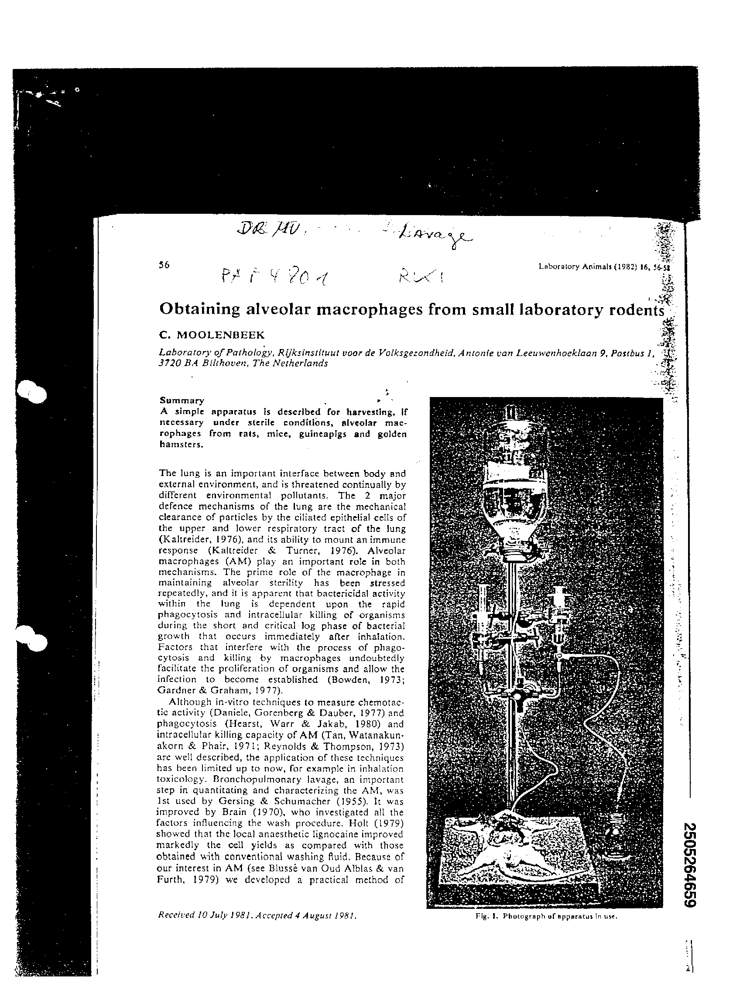 DR MU. Lavage
56
Laboratory Animals (1982) 16, 56-58
PAF 4801
Obtaining alveolar macrophages from small laboratory rodents
C. MOOLENBEEK
Laboratory of Pathology, Rijksinstituut voor de Volksgezondheid, Antonie van Leeuwenhoeklaan 9, Postbus 1,
3720 BA Bilthoven, The Netherlands
Summary
A simple apparatus is described for harvesting, if
necessary under sterile conditions, alveolar mac-
rophages from rats, mice, guineapigs and golden
hamsters.
The lung is an important interface between body and
external environment, and is threatened continually by
different environmental pollutants. The 2 major
defence mechanisms of the lung are the mechanical
clearance of particles by the ciliated epithelial cells of
the upper and lower respiratory tract of the lung
(Kaltreider, 1976), and its ability to mount an immune
response (Kaltreider & Turner, 1976). Alveolar
macrophages (AM) play an important role in both
mechanisms. The prime role of the macrophage in
maintaining alveolar sterility has been stressed
repeatedly, and it is apparent that bactericidal activity
within the lung is dependent upon the rapid
phagocytosis and intracellular killing of organisms
during the short and critical log phase of bacterial
growth that occurs immediately after inhalation.
Factors that interfere with the process of phago-
cytosis and killing by macrophages undoubtedly
facilitate the proliferation of organisms and allow the
infection to become established (Bowden, 1973;
Gardner & Graham, 1977).
Although in-vitro techniques to measure chemotac-
tic activity (Daniele, Gorenberg & Dauber, 1977) and
phagocytosis (Hearst, Warr & Jakab, 1980) and
intracellular killing capacity of AM (Tan, Watanakun-
akorn & Phair, 1971; Reynolds & Thompson, 1973)
are well described, the application of these techniques
has been limited up to now, for example in inhalation
toxicology. Bronchopulmonary lavage, an important
step in quantitating and characterizing the AM, was
1st used by Gersing & Schumacher (1955). It was
improved by Brain (1970), who investigated all the
factors influencing the wash procedure. Holt (1979)
showed that the local anaesthetic lignocaine improved
markedly the cell yields as compared with those
obtained with conventional washing fluid. Because of
our interest in AM (see Blussé van Oud Alblas & van
Furth, 1979) we developed a practical method of
Received 10 July 1981. Accepted 4 August 1981.
Fig. 1. Photograph of apparatus in use.
2505264659